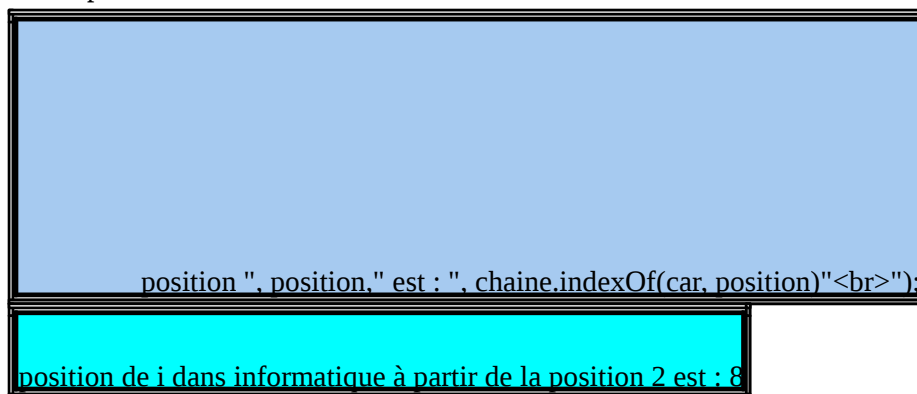 position ", position," est : ", chaine.indexOf(car, position)"<br>");
position de i dans informatique à partir de la position 2 est : 8